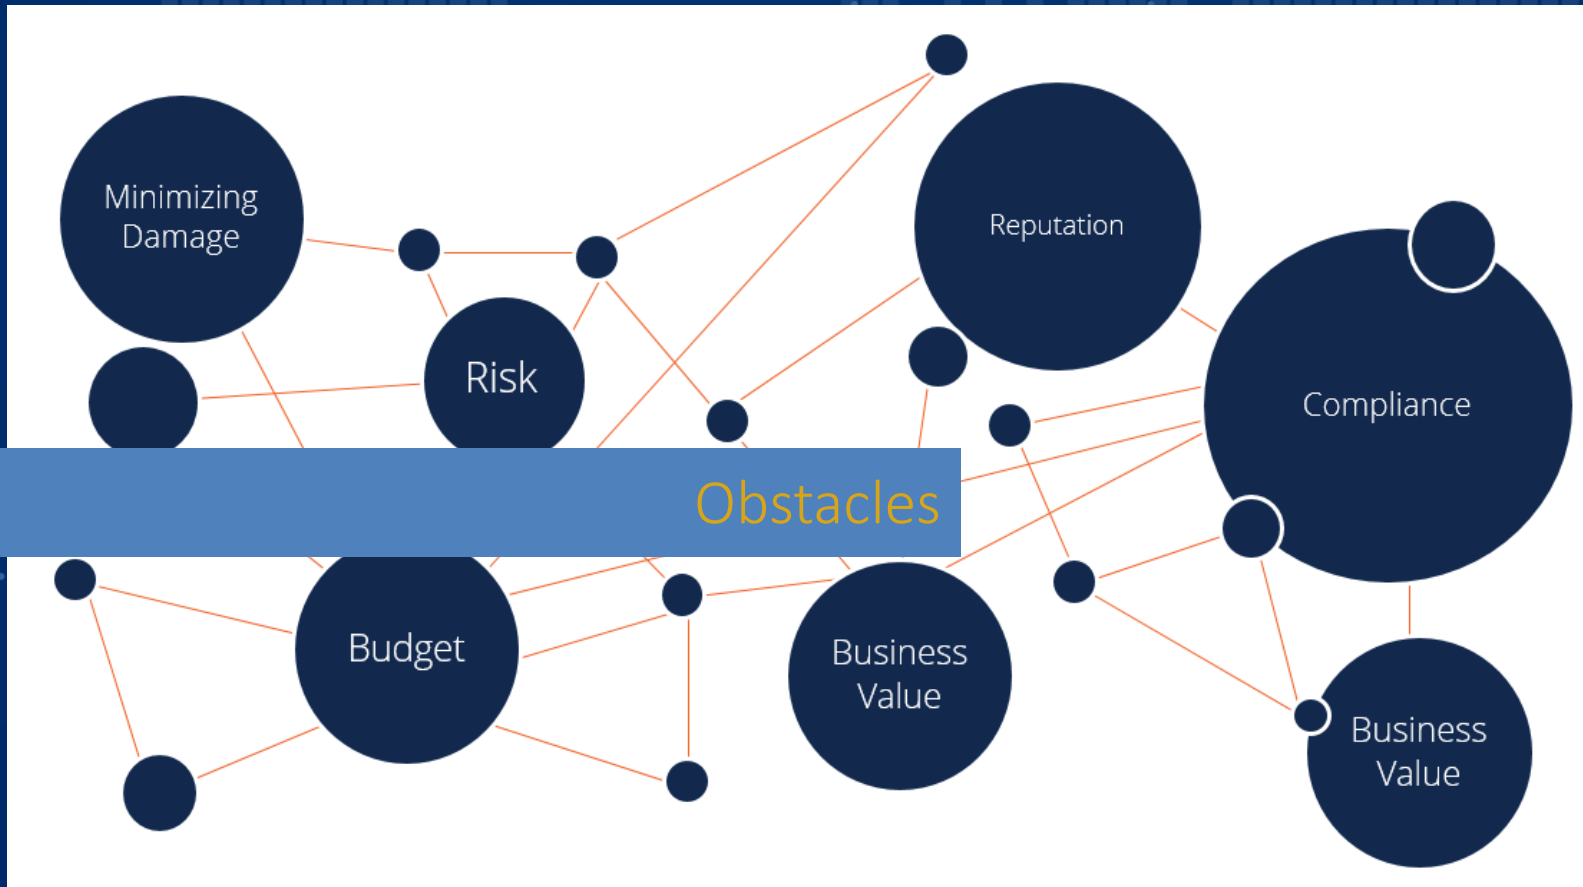 Minimizing
Damage
Reputation
Risk
Compliance
Obstacles
Budget
Business
Value
Business
Value